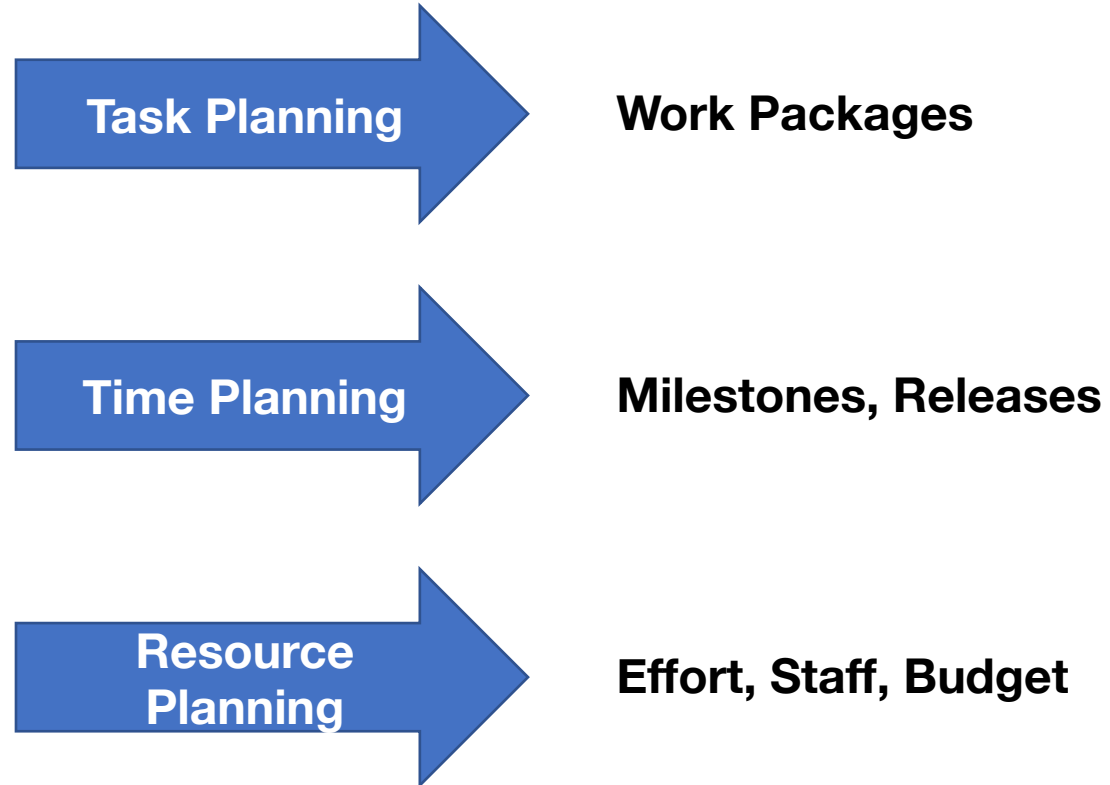 Task Planning
Work Packages
Time Planning
Milestones, Releases
Resource
Planning
Effort, Staff, Budget